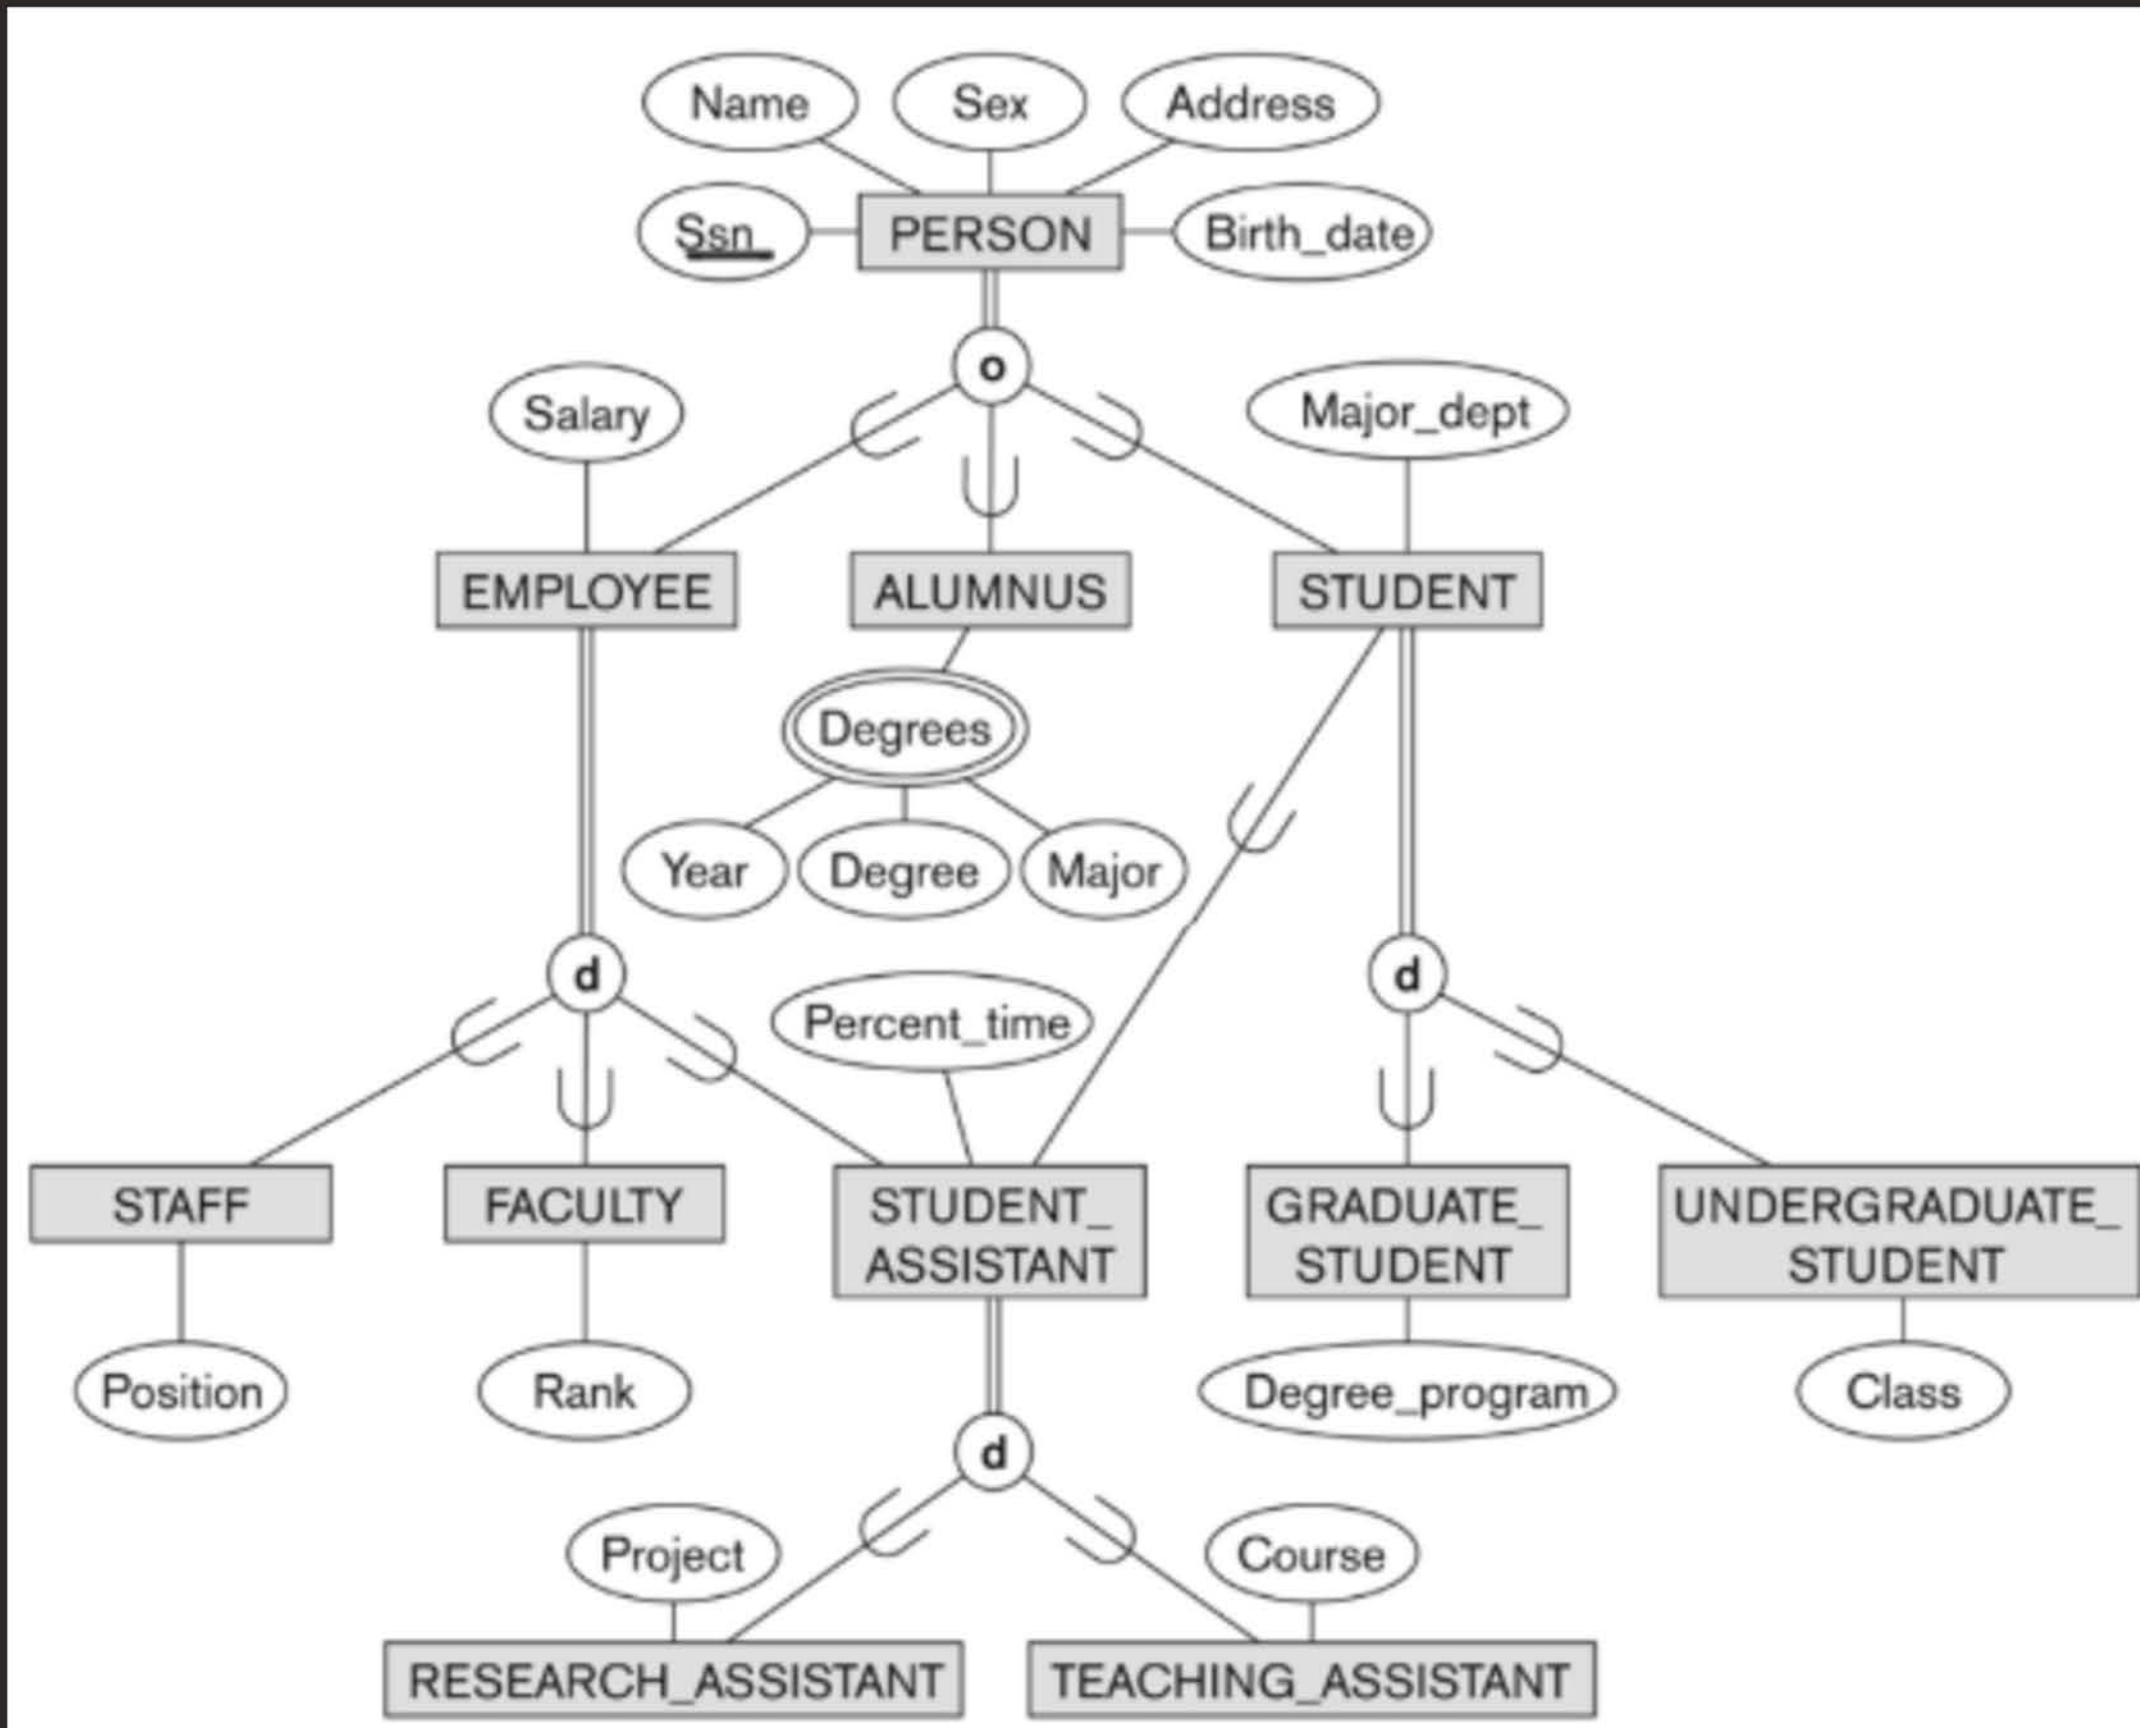 Name
Sex
Address
Ssn
PERSON
Birth_date
o
Salary
Major_dept
EMPLOYEE
ALUMNUS
STUDENT
Degrees
Year
Degree
Major
d
d
Percent_time
STAFF
FACULTY
STUDENT_
ASSISTANT
GRADUATE_
STUDENT
UNDERGRADUATE_
STUDENT
Position
Rank
Degree_program
Class
d
Project
Course
RESEARCH_ASSISTANT
TEACHING_ASSISTANT